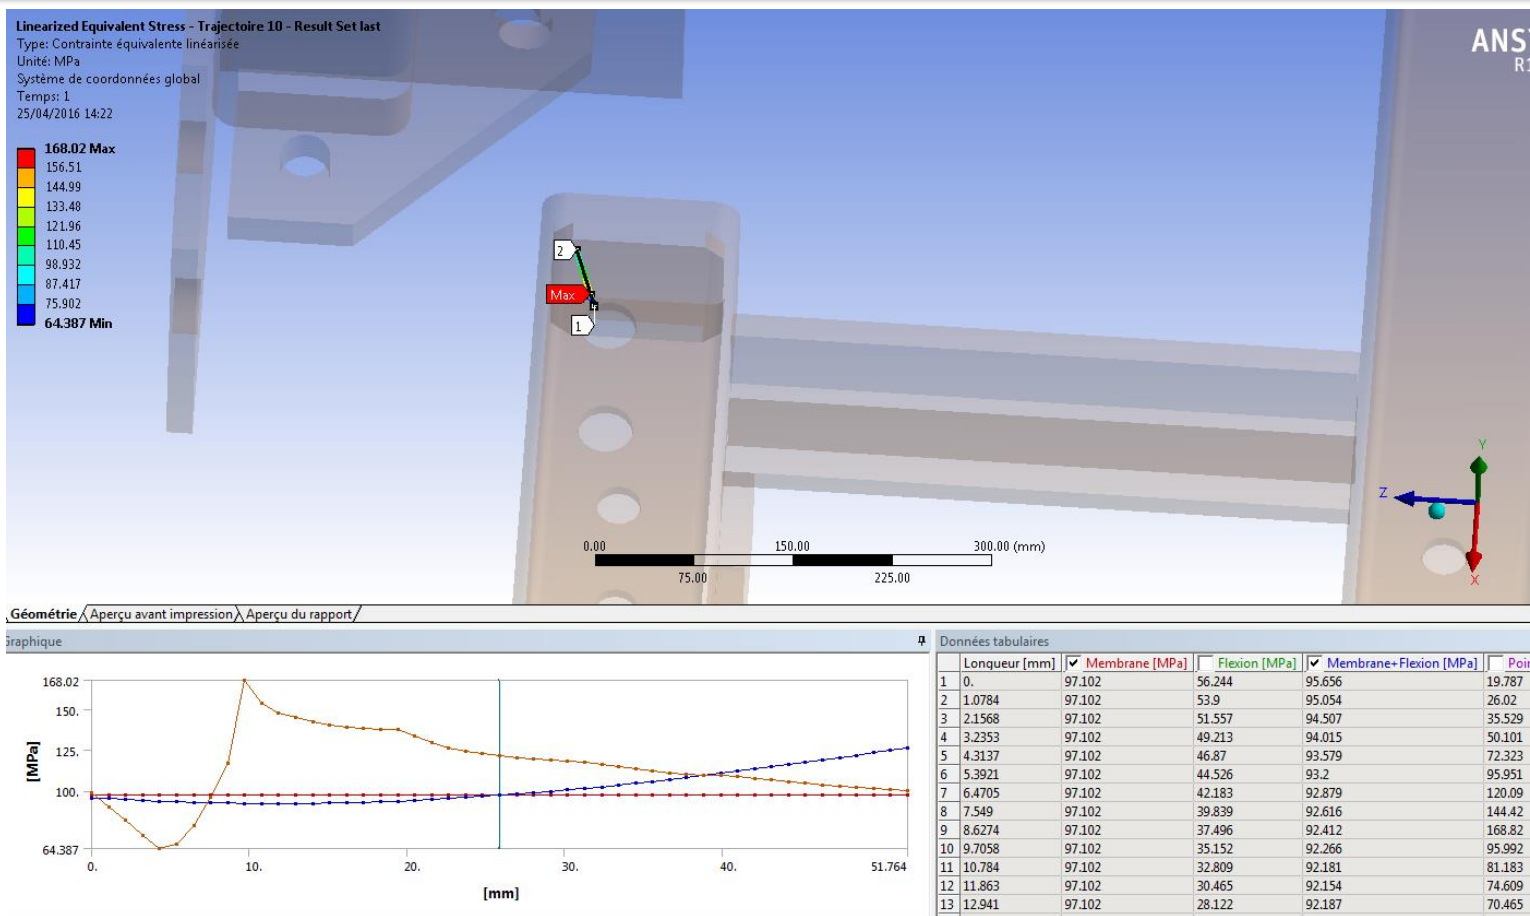 Linearized Equivalent Stress - Trajectoire 10 - Result Set last
Type: Contrainte équivalente linéarisée
Unité: MPa
Système de coordonnées global
Temps: 1
25/04/2016 14:22
168.02 Max
156.51
144.99
133.48
121.96
110.45
98.932
87.417
75.902
64.387 Min
ANSY
R1
2
Max
1
Y
Z
X
0.00 150.00 300.00 (mm)
75.00 225.00
Géométrie Aperçu avant impression Aperçu du rapport
Graphique
168.02
150.
125.
100.
64.387
[MPa]
0. 10. 20. 30. 40. 51.764
[mm]
Données tabulaires
Longueur [mm] Membrane [MPa] Flexion [MPa] Membrane+Flexion [MPa] Poin
1 0. 97.102 56.244 95.656 19.787
2 1.0784 97.102 53.9 95.054 26.02
3 2.1568 97.102 51.557 94.507 35.529
4 3.2353 97.102 49.213 94.015 50.101
5 4.3137 97.102 46.87 93.579 72.323
6 5.3921 97.102 44.526 93.2 95.951
7 6.4705 97.102 42.183 92.879 120.09
8 7.549 97.102 39.839 92.616 144.42
9 8.6274 97.102 37.496 92.412 168.82
10 9.7058 97.102 35.152 92.266 95.992
11 10.784 97.102 32.809 92.181 81.183
12 11.863 97.102 30.465 92.154 74.609
13 12.941 97.102 28.122 92.187 70.465